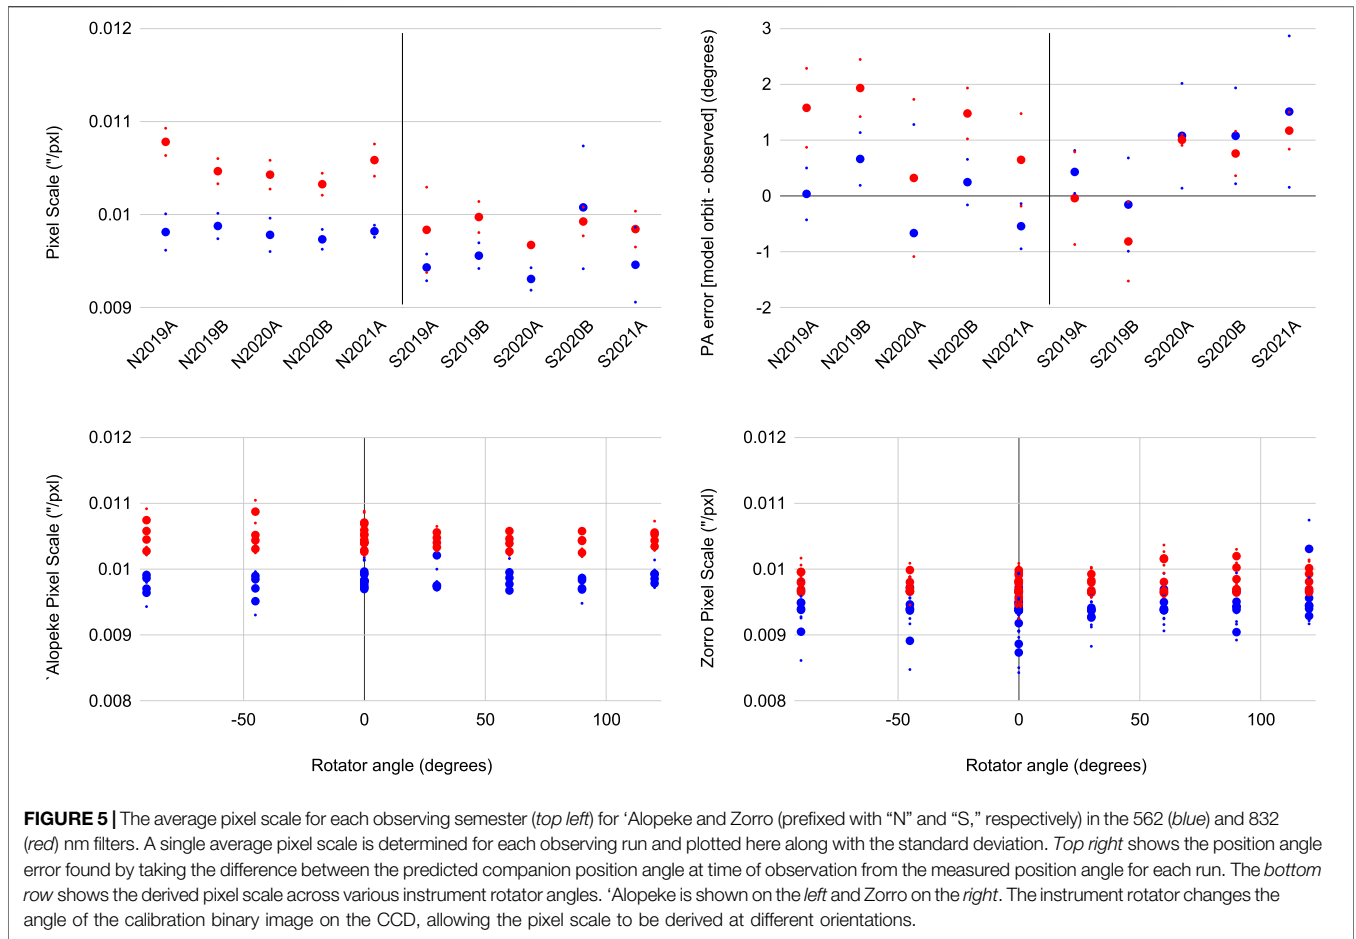 0.012
0.011
0.01
0.009
Pixel Scale ("/pxl)
N2019A
N2019B
N2020A
N2020B
N2021A
S2019A
S2019B
S2020A
S2020B
S2021A
3
2
1
0
-1
-2
PA error [model orbit - observed] (degrees)
N2019A
N2019B
N2020A
N2020B
N2021A
S2019A
S2019B
S2020A
S2020B
S2021A
0.012
0.011
0.01
0.009
0.008
`Alopeke Pixel Scale ("/pxl)
-50
0
50
100
Rotator angle (degrees)
0.012
0.011
0.01
0.009
0.008
Zorro Pixel Scale ("/pxl)
-50
0
50
100
Rotator angle (degrees)
FIGURE 5 | The average pixel scale for each observing semester (top left) for ‘Alopeke and Zorro (prefixed with “N” and “S,” respectively) in the 562 (blue) and 832
(red) nm filters. A single average pixel scale is determined for each observing run and plotted here along with the standard deviation. Top right shows the position angle
error found by taking the difference between the predicted companion position angle at time of observation from the measured position angle for each run. The bottom
row shows the derived pixel scale across various instrument rotator angles. ‘Alopeke is shown on the left and Zorro on the right. The instrument rotator changes the
angle of the calibration binary image on the CCD, allowing the pixel scale to be derived at different orientations.